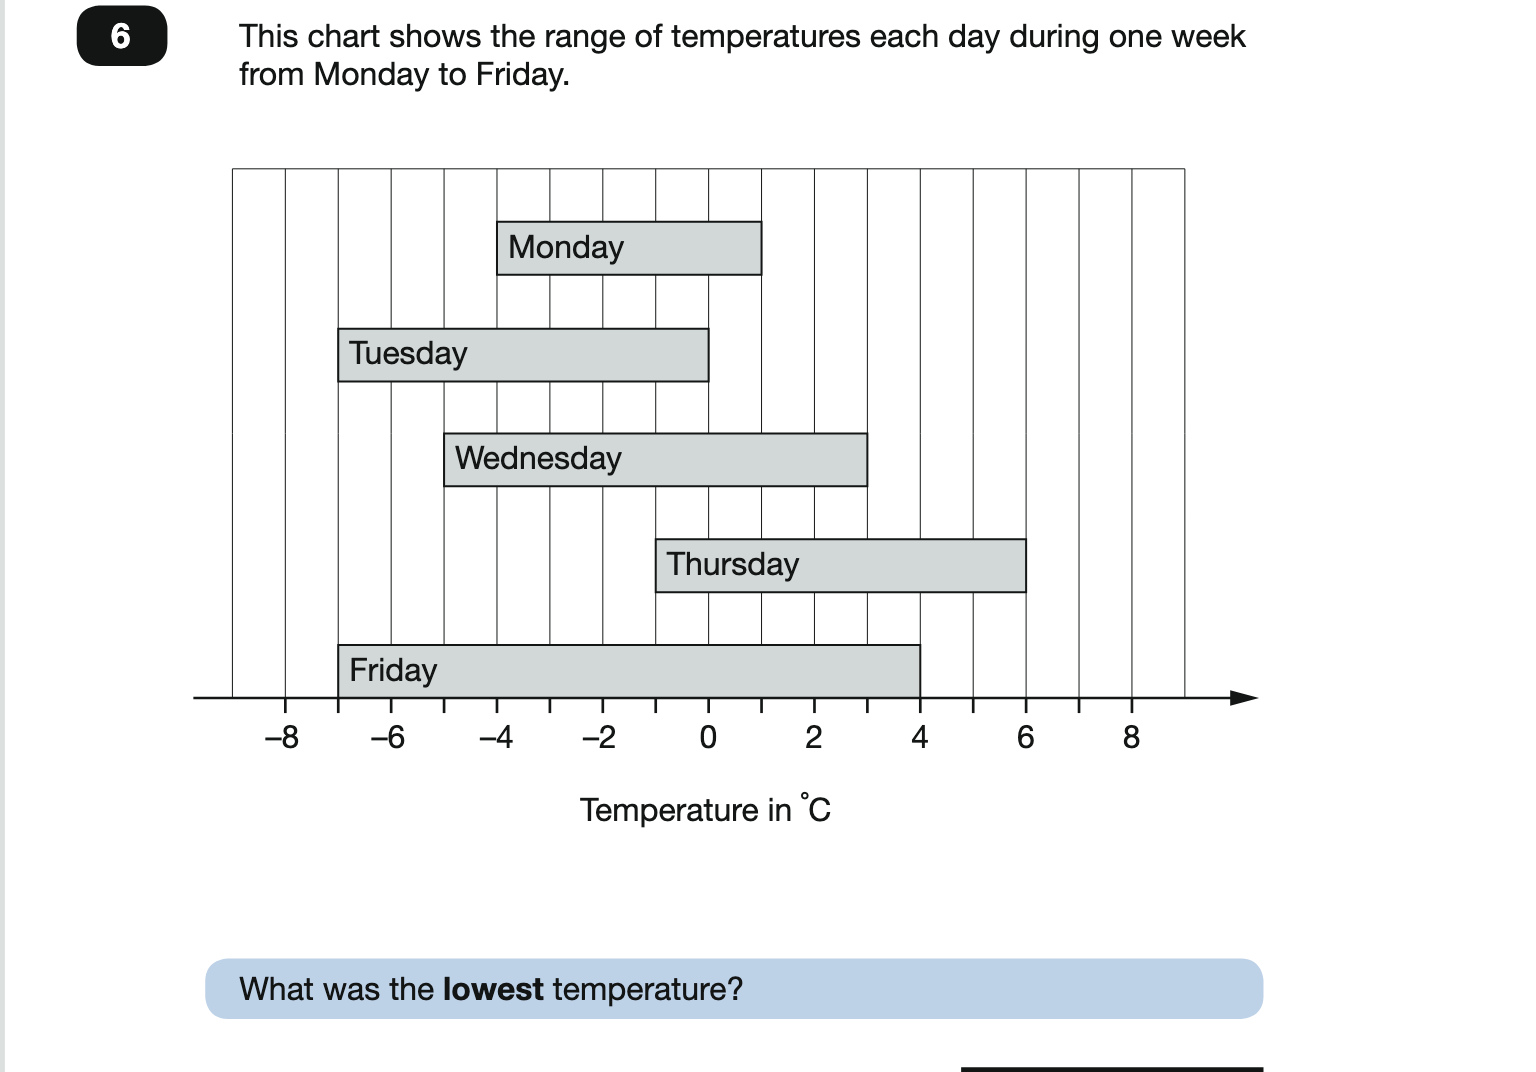 6
This chart shows the range of temperatures each day during one week
from Monday to Friday.
Monday
Tuesday
Wednesday
Thursday
Friday
–8 –6 –4 –2 0 2 4 6 8
Temperature in °C
What was the lowest temperature?